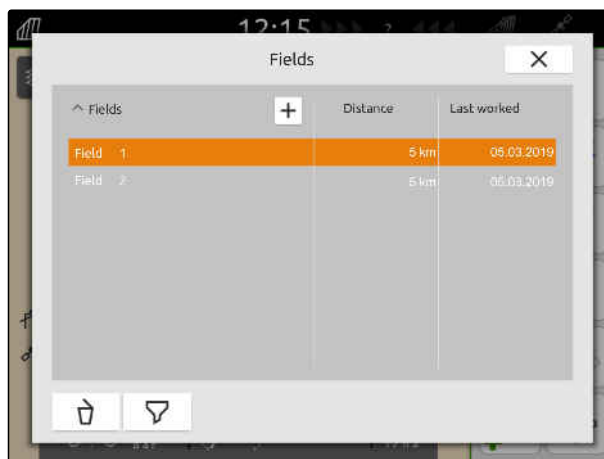 12:15
Fields
Fields + Distance Last worked
Field 1 5 km 05.03.2019
Field 2 5 km 05.03.2019